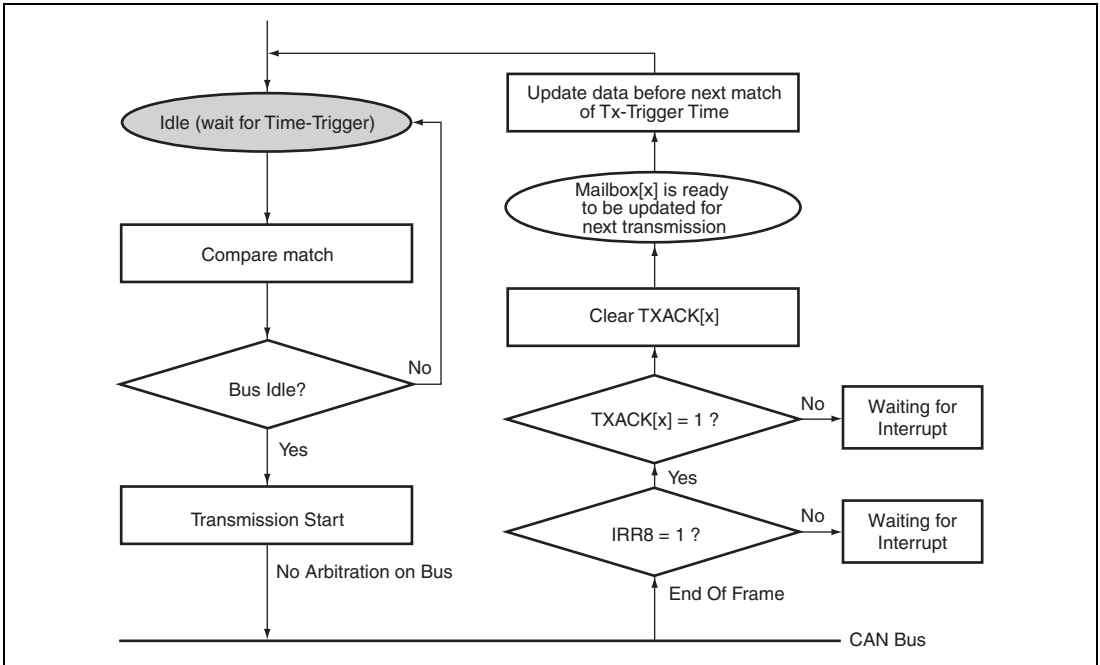 Idle (wait for Time-Trigger)
Compare match
Bus Idle?
No
Yes
Transmission Start
No Arbitration on Bus
Update data before next match
of Tx-Trigger Time
Mailbox[x] is ready
to be updated for
next transmission
Clear TXACK[x]
TXACK[x] = 1 ?
No
Waiting for
Interrupt
Yes
IRR8 = 1 ?
No
Waiting for
Interrupt
End Of Frame
CAN Bus